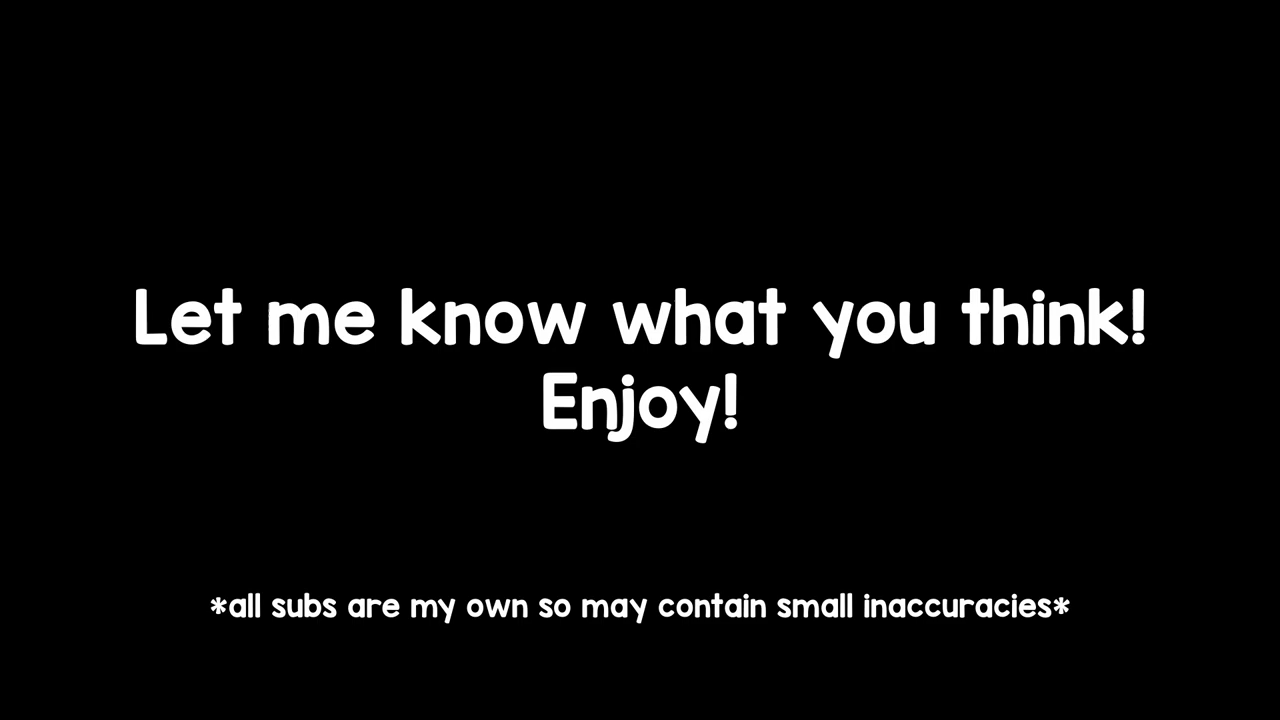 Let me know what you think!
Enjoy!
*all subs are my own so may contain small inaccuracies*